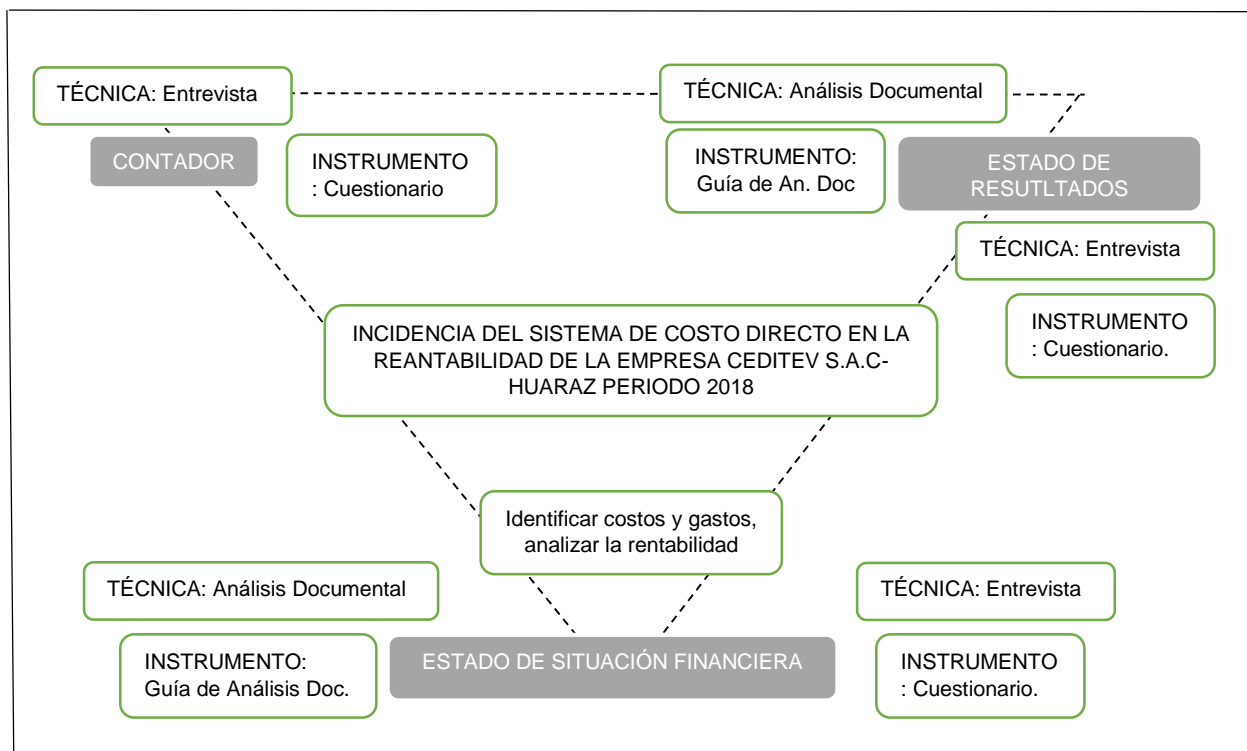 TÉCNICA: Entrevista
TÉCNICA: Análisis Documental
CONTADOR
INSTRUMENTO
: Cuestionario
INSTRUMENTO:
Guía de An. Doc
ESTADO DE
RESUTLTADOS
TÉCNICA: Entrevista
INSTRUMENTO
: Cuestionario.
INCIDENCIA DEL SISTEMA DE COSTO DIRECTO EN LA
REANTABILIDAD DE LA EMPRESA CEDITEV S.A.C-
HUARAZ PERIODO 2018
Identificar costos y gastos,
analizar la rentabilidad
TÉCNICA: Análisis Documental
TÉCNICA: Entrevista
INSTRUMENTO:
Guía de Análisis Doc.
ESTADO DE SITUACIÓN FINANCIERA
INSTRUMENTO
: Cuestionario.